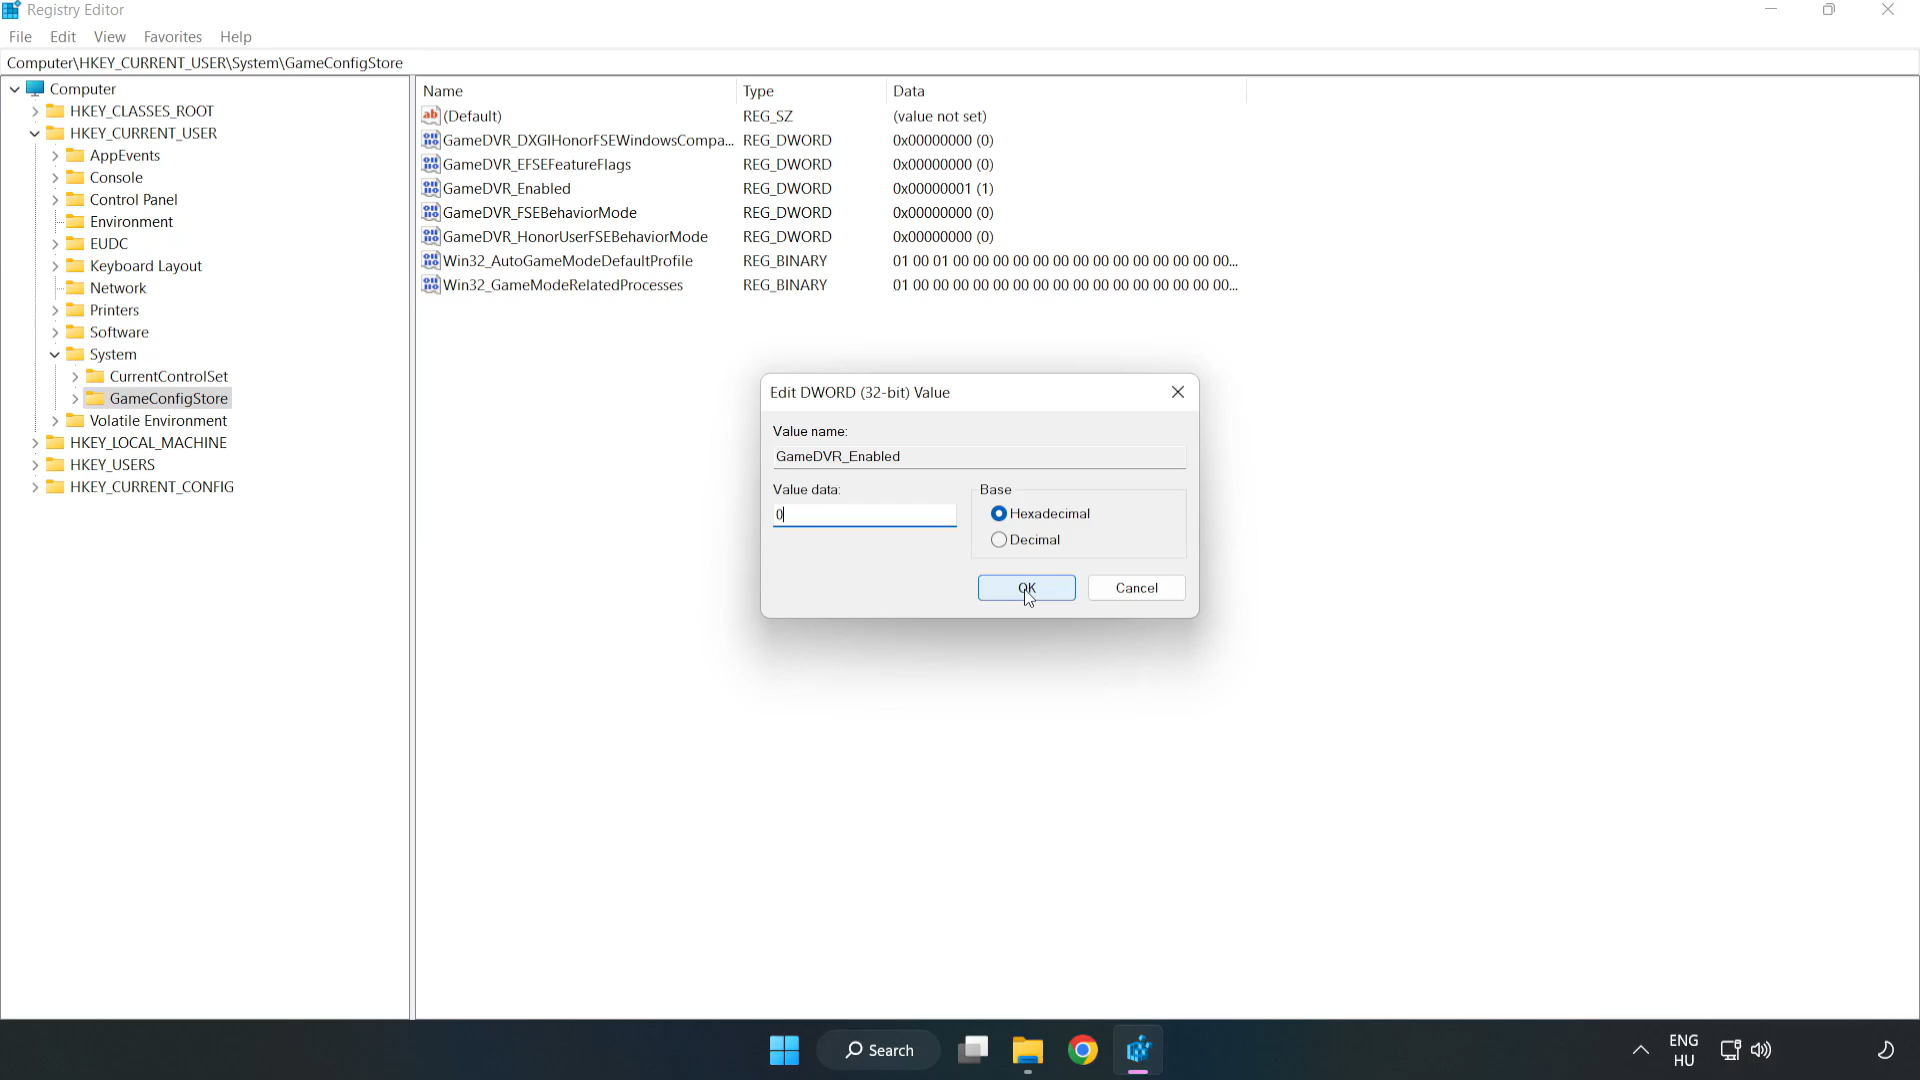 Registry Editor
File Edit View Favorites Help
Computer\HKEY_CURRENT_USER\System\GameConfigStore
Computer
HKEY_CLASSES_ROOT
HKEY_CURRENT_USER
AppEvents
Console
Control Panel
Environment
EUDC
Keyboard Layout
Network
Printers
Software
System
CurrentControlSet
GameConfigStore
Volatile Environment
HKEY_LOCAL_MACHINE
HKEY_USERS
HKEY_CURRENT_CONFIG
Name Type Data
(Default) REG_SZ (value not set)
GameDVR_DXGIHonorFSEWindowsCompa... REG_DWORD 0x00000000 (0)
GameDVR_EFSEFeatureFlags REG_DWORD 0x00000000 (0)
GameDVR_Enabled REG_DWORD 0x00000001 (1)
GameDVR_FSEBehaviorMode REG_DWORD 0x00000000 (0)
GameDVR_HonorUserFSEBehaviorMode REG_DWORD 0x00000000 (0)
Win32_AutoGameModeDefaultProfile REG_BINARY 01 00 01 00 00 00 00 00 00 00 00 00 00 00 00 00 00...
Win32_GameModeRelatedProcesses REG_BINARY 01 00 00 00 00 00 00 00 00 00 00 00 00 00 00 00 00...
Edit DWORD (32-bit) Value
Value name:
GameDVR_Enabled
Value data:
0
Base
Hexadecimal
Decimal
OK Cancel
Search
ENG
HU